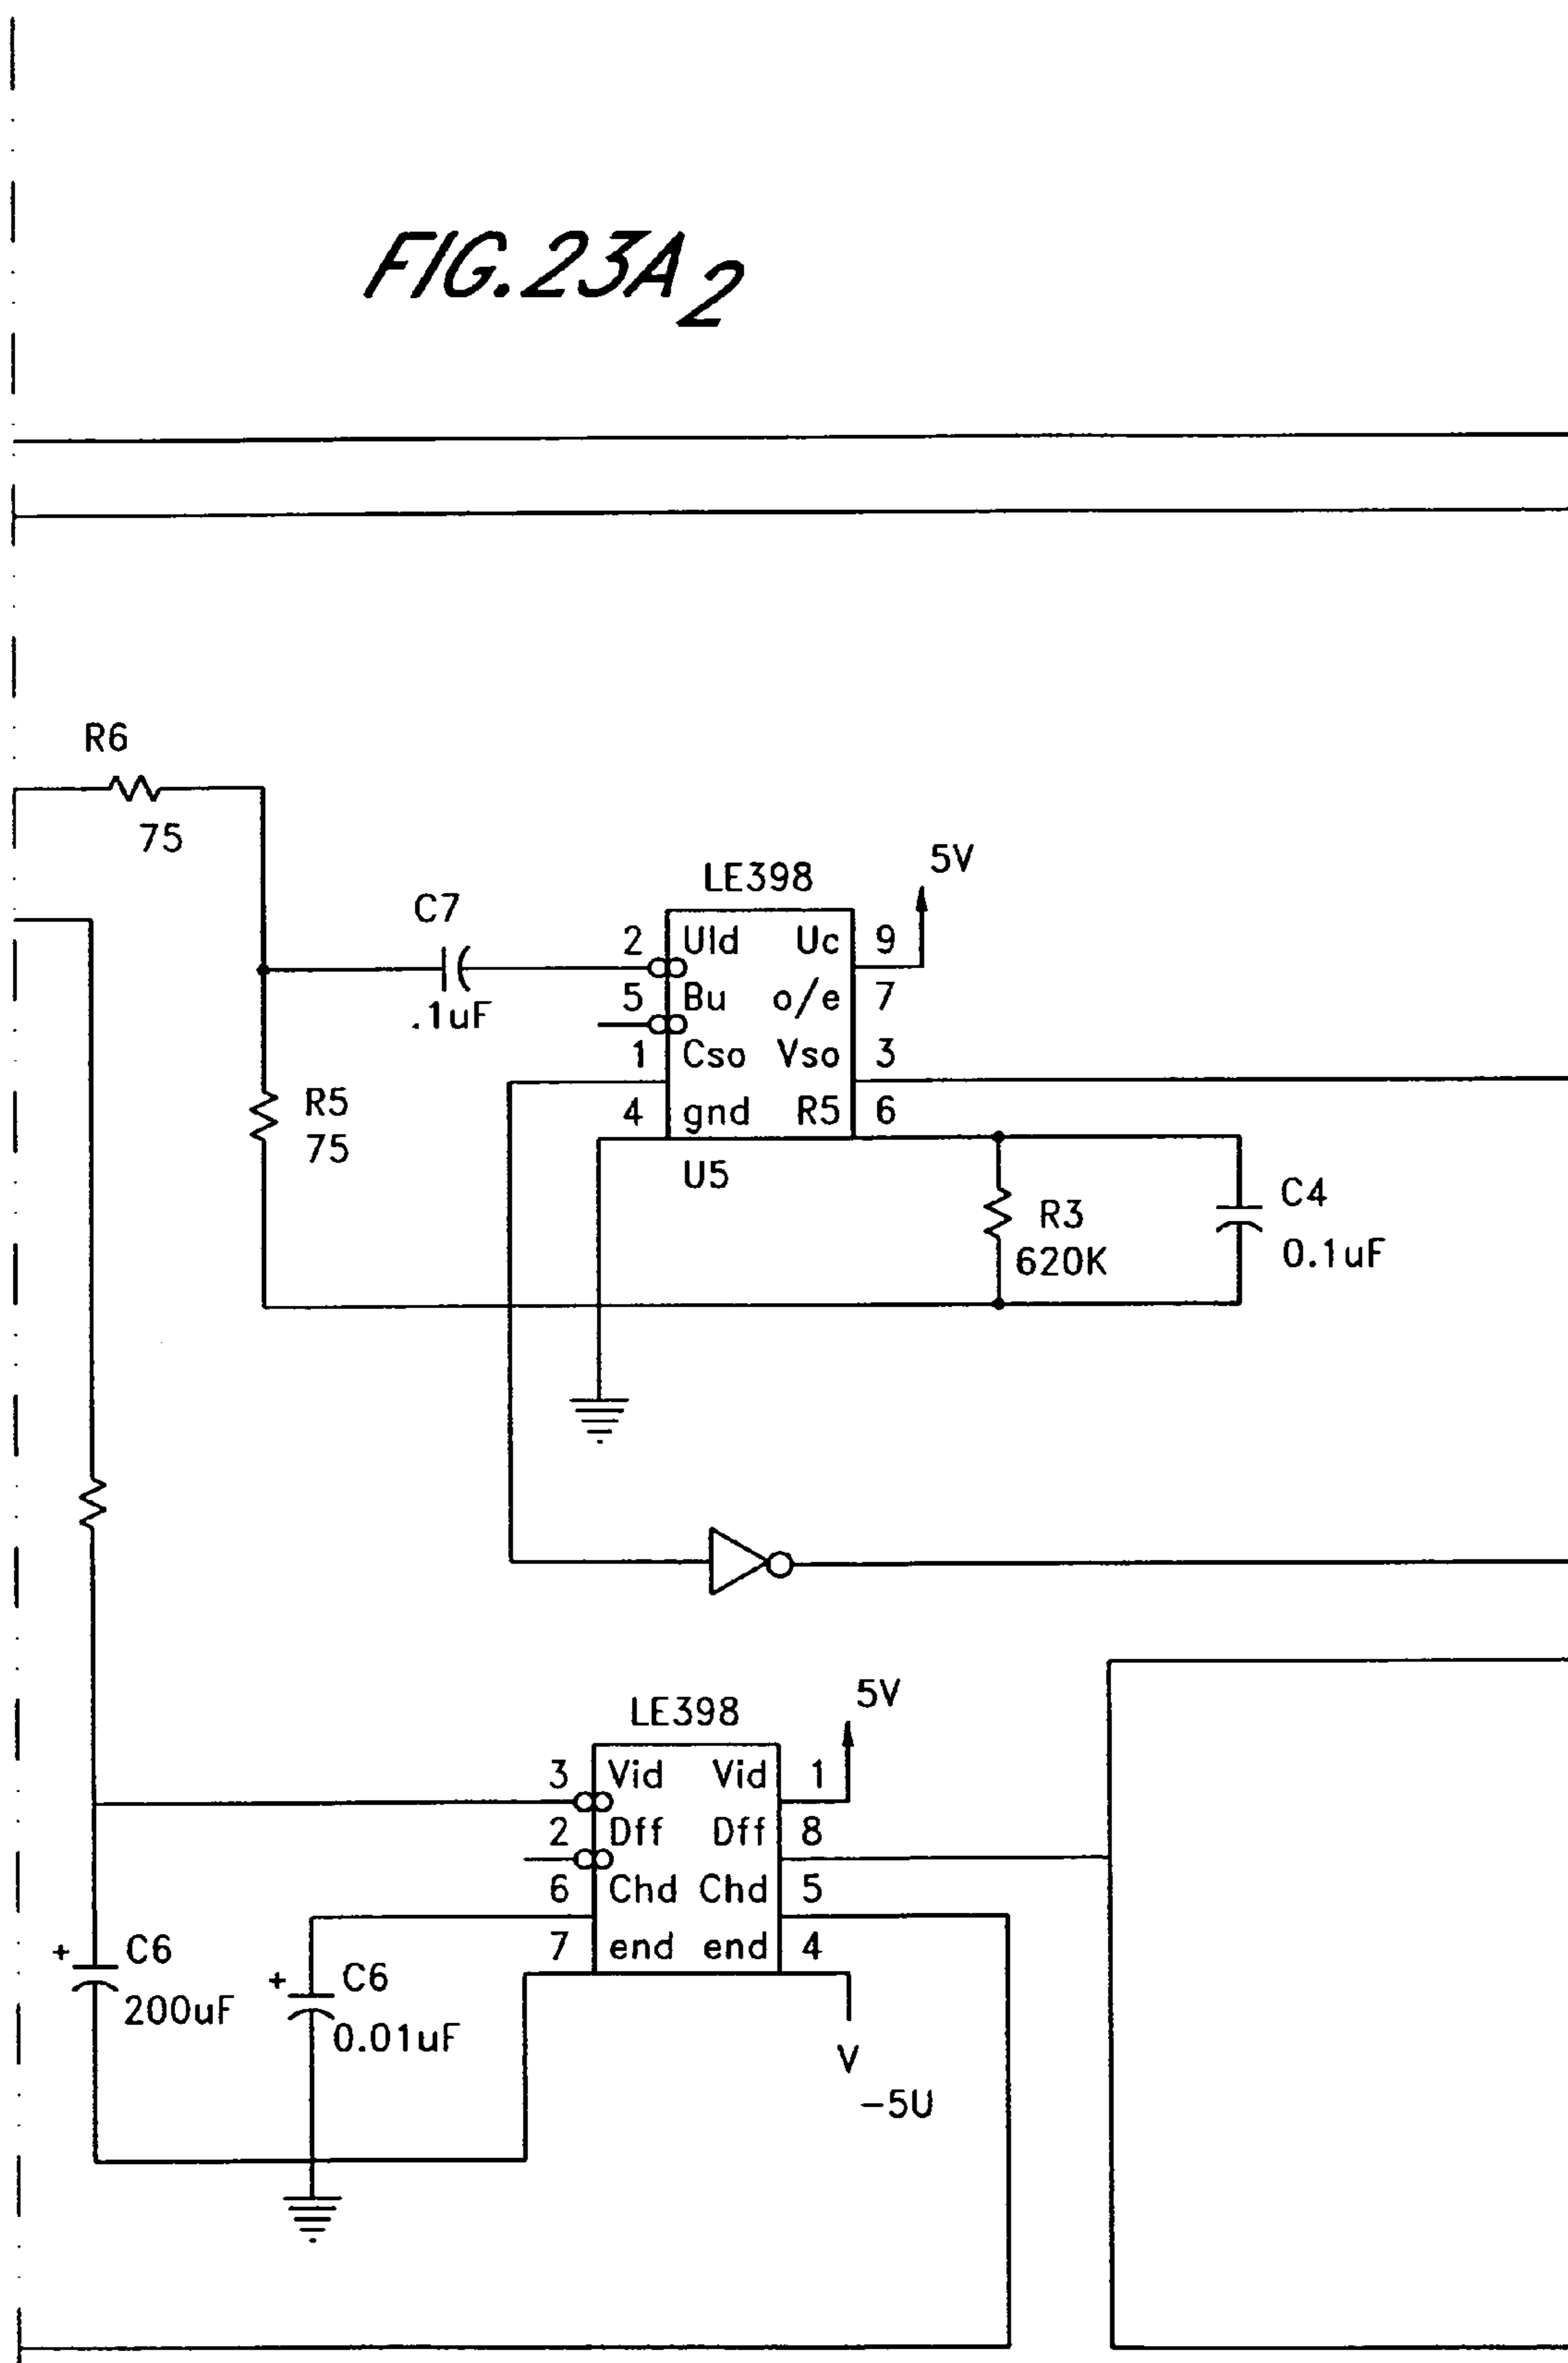 FIG.23A2
R6
75
C7
.1uF
R5
75
LE398
5V
2 Uld Uc 9
5 Bu o/e 7
1 Cso Vso 3
4 gnd R5 6
U5
R3
620K
C4
0.1uF
LE398
5V
3 Vid Vid 1
2 Dff Dff 8
6 Chd Chd 5
7 end end 4
+ C6
200uF
+ C6
0.01uF
V
-5U